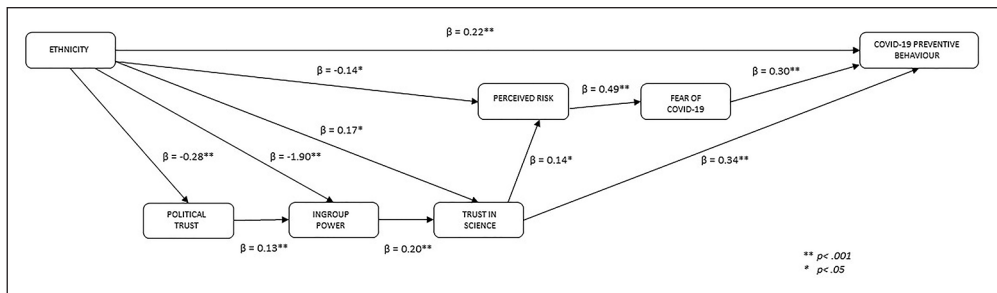 β = 0.22**
ETHNICITY
COVID-19 PREVENTIVE
BEHAVIOUR
β = -0.14*
β = 0.49**
β = 0.30**
PERCEIVED RISK
FEAR OF
COVID-19
β = 0.17*
β = -0.28**
β = -1.90**
β = 0.14*
β = 0.34**
POLITICAL
TRUST
INGROUP
POWER
TRUST IN
SCIENCE
β = 0.13**
β = 0.20**
** p< .001
* p< .05